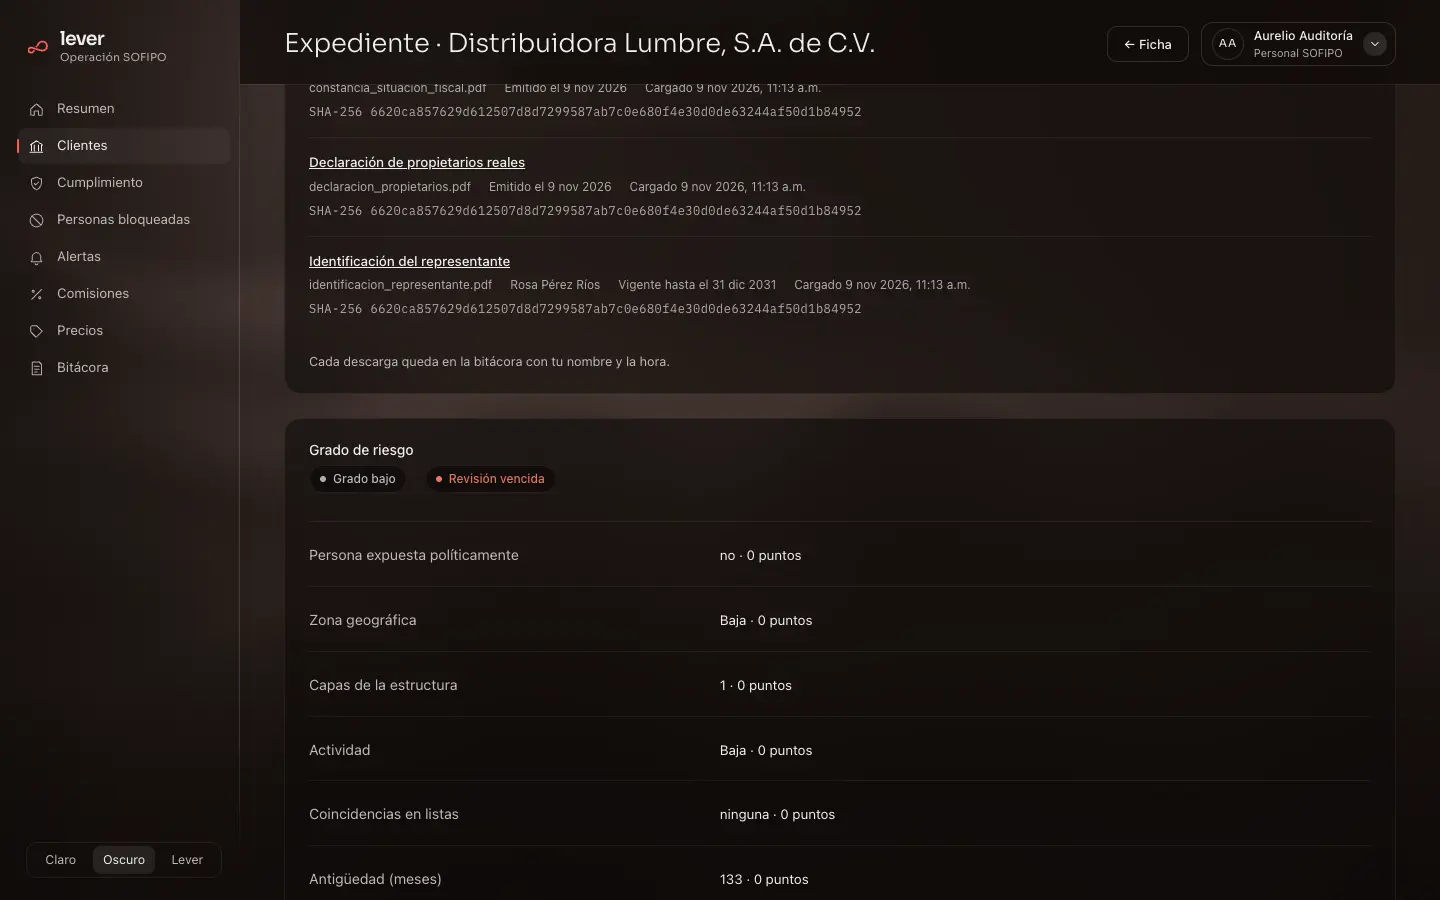 lever
Operación SOFIPO
Resumen
Clientes
Cumplimiento
Personas bloqueadas
Alertas
Comisiones
Precios
Bitácora
Claro Oscuro Lever
Expediente · Distribuidora Lumbre, S.A. de C.V.
← Ficha
AA
Aurelio Auditoría
Personal SOFIPO
constancia_situacion_fiscal.pdf Emitido el 9 nov 2026 Cargado 9 nov 2026, 11:13 a.m.
SHA-256 6620ca857629d612507d8d7299587ab7c0e680f4e30d0de63244af50d1b84952
Declaración de propietarios reales
declaracion_propietarios.pdf Emitido el 9 nov 2026 Cargado 9 nov 2026, 11:13 a.m.
SHA-256 6620ca857629d612507d8d7299587ab7c0e680f4e30d0de63244af50d1b84952
Identificación del representante
identificacion_representante.pdf Rosa Pérez Ríos Vigente hasta el 31 dic 2031 Cargado 9 nov 2026, 11:13 a.m.
SHA-256 6620ca857629d612507d8d7299587ab7c0e680f4e30d0de63244af50d1b84952
Cada descarga queda en la bitácora con tu nombre y la hora.
Grado de riesgo
Grado bajo Revisión vencida
Persona expuesta políticamente no · 0 puntos
Zona geográfica Baja · 0 puntos
Capas de la estructura 1 · 0 puntos
Actividad Baja · 0 puntos
Coincidencias en listas ninguna · 0 puntos
Antigüedad (meses) 133 · 0 puntos